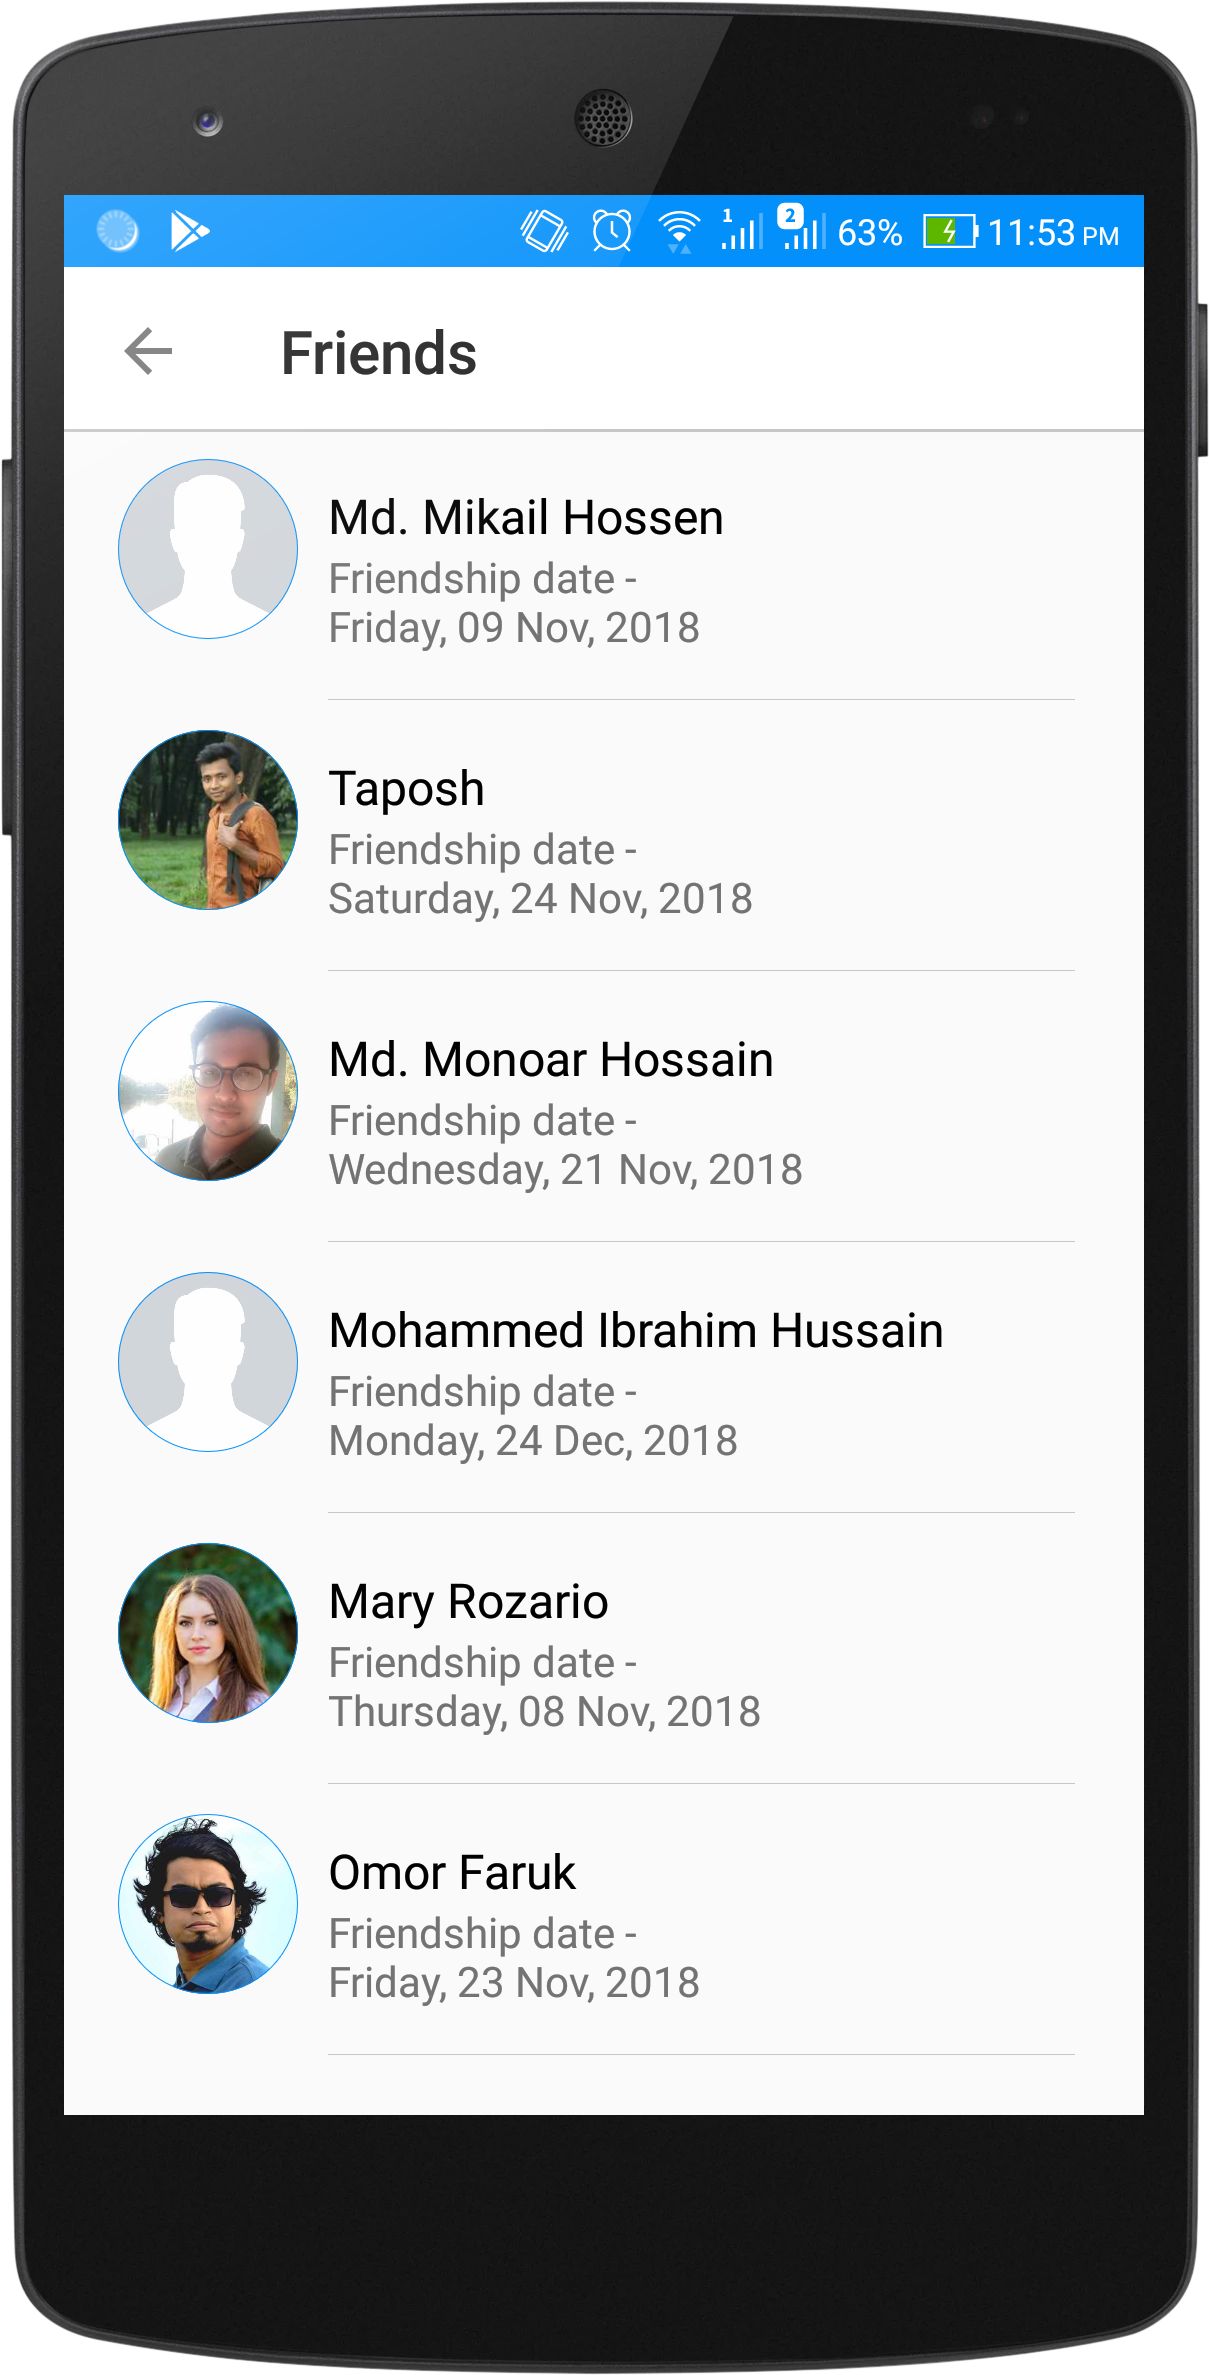 1 2 63% 11:53 PM
Friends
Md. Mikail Hossen
Friendship date -
Friday, 09 Nov, 2018
Taposh
Friendship date -
Saturday, 24 Nov, 2018
Md. Monoar Hossain
Friendship date -
Wednesday, 21 Nov, 2018
Mohammed Ibrahim Hussain
Friendship date -
Monday, 24 Dec, 2018
Mary Rozario
Friendship date -
Thursday, 08 Nov, 2018
Omor Faruk
Friendship date -
Friday, 23 Nov, 2018